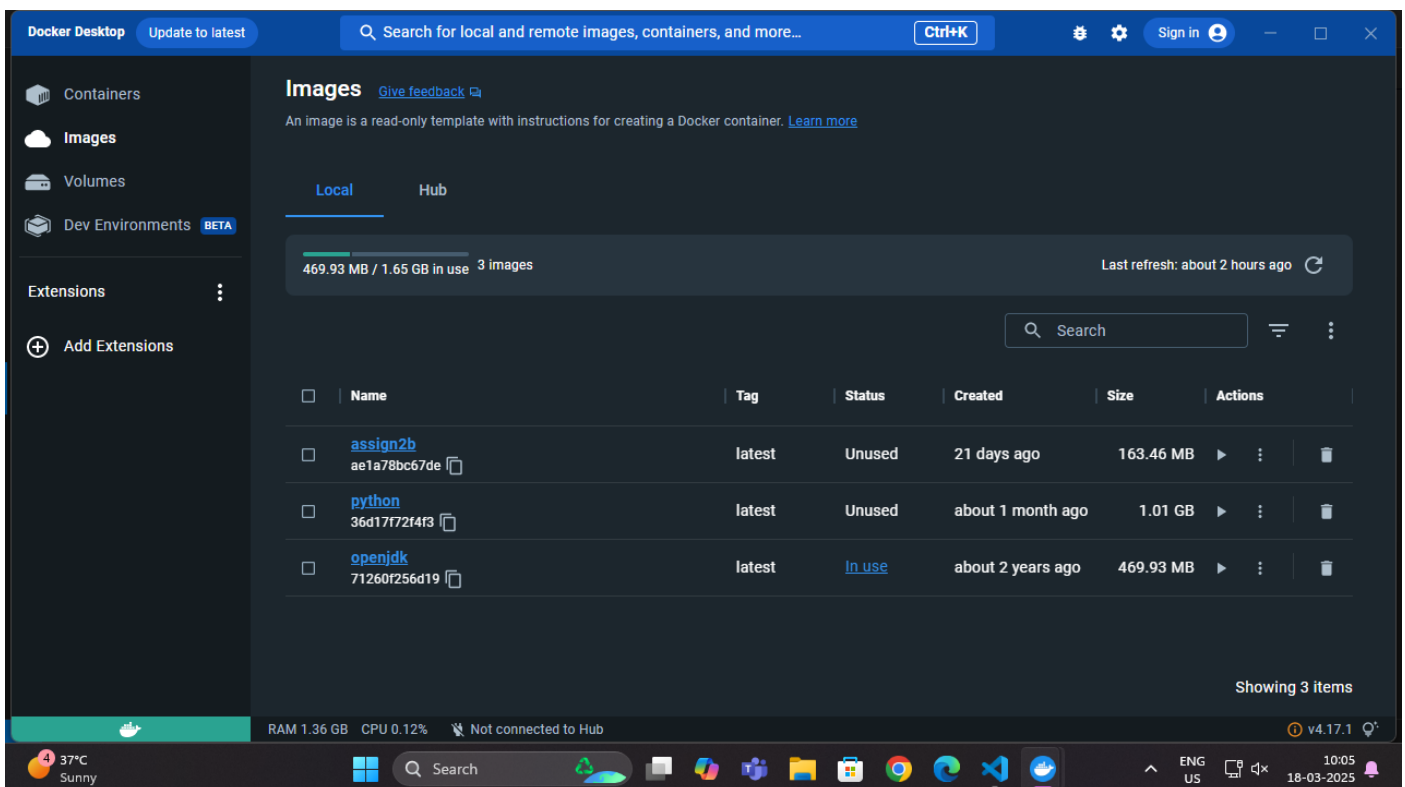 Docker Desktop Update to latest Search for local and remote images, containers, and more... Ctrl+K Sign in
Containers
Images
Volumes
Dev Environments BETA
Extensions
Add Extensions
Images Give feedback
An image is a read-only template with instructions for creating a Docker container. Learn more
Local Hub
469.93 MB / 1.65 GB in use 3 images Last refresh: about 2 hours ago
Search
Name Tag Status Created Size Actions
assign2b
ae1a78bc67de latest Unused 21 days ago 163.46 MB
python
36d17f72f4f3 latest Unused about 1 month ago 1.01 GB
openjdk
71260f256d19 latest In use about 2 years ago 469.93 MB
Showing 3 items
RAM 1.36 GB CPU 0.12% Not connected to Hub v4.17.1
4 37°C
Sunny
Search
ENG
US
10:05
18-03-2025